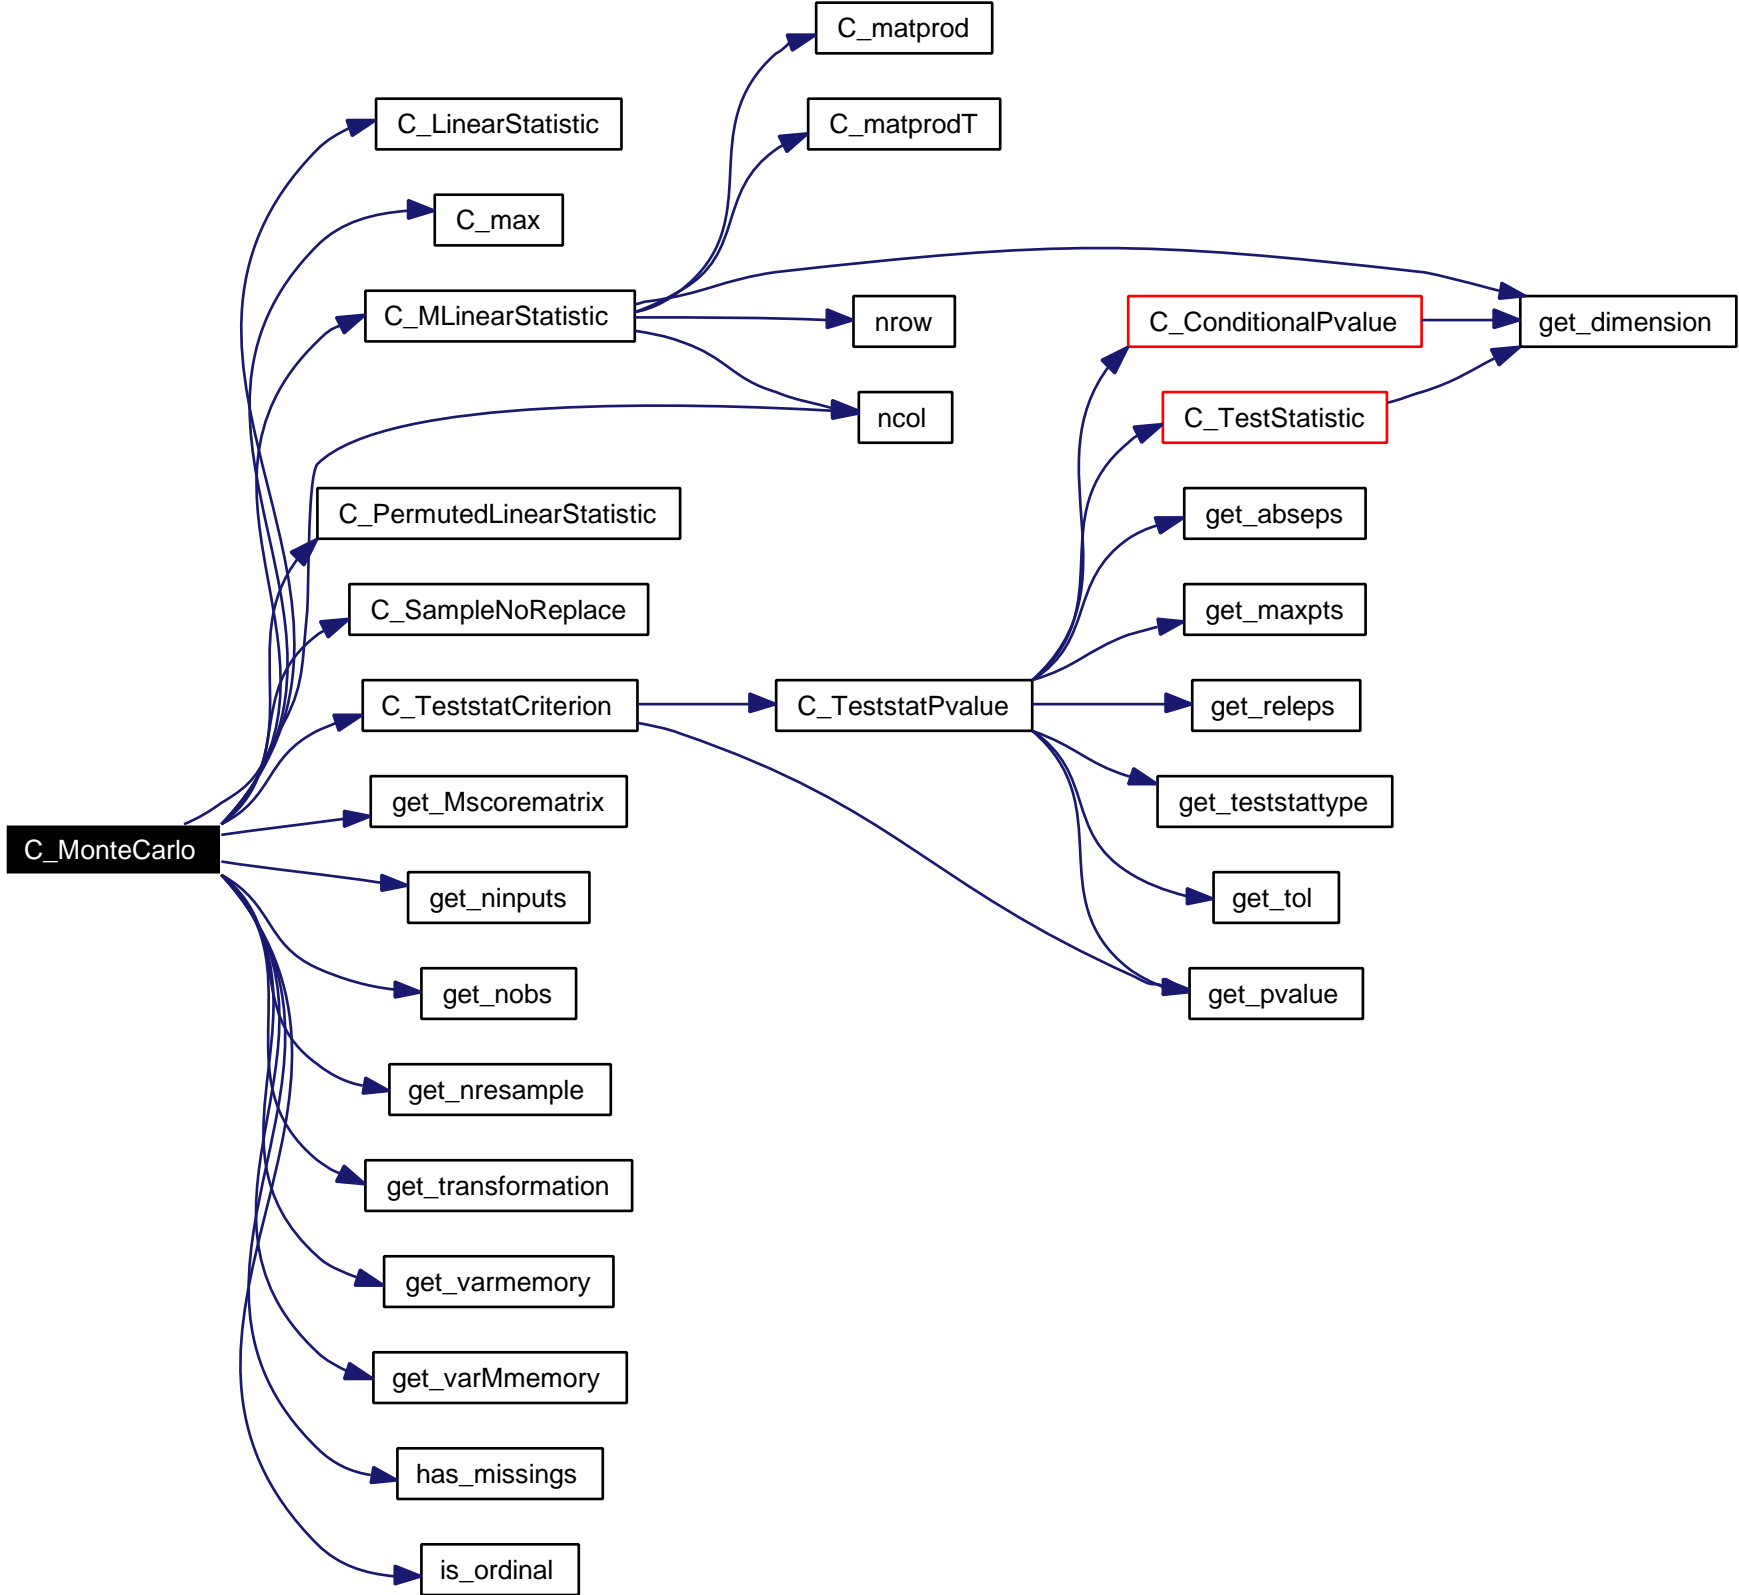 C_matprod
C_LinearStatistic
C_matprodT
C_max
C_MLinearStatistic
nrow
C_ConditionalPvalue
get_dimension
ncol
C_TestStatistic
C_PermutedLinearStatistic
get_abseps
C_SampleNoReplace
get_maxpts
C_TeststatCriterion
C_TeststatPvalue
get_releps
get_Mscorematrix
get_teststattype
C_MonteCarlo
get_ninputs
get_tol
get_nobs
get_pvalue
get_nresample
get_transformation
get_varmemory
get_varMmemory
has_missings
is_ordinal